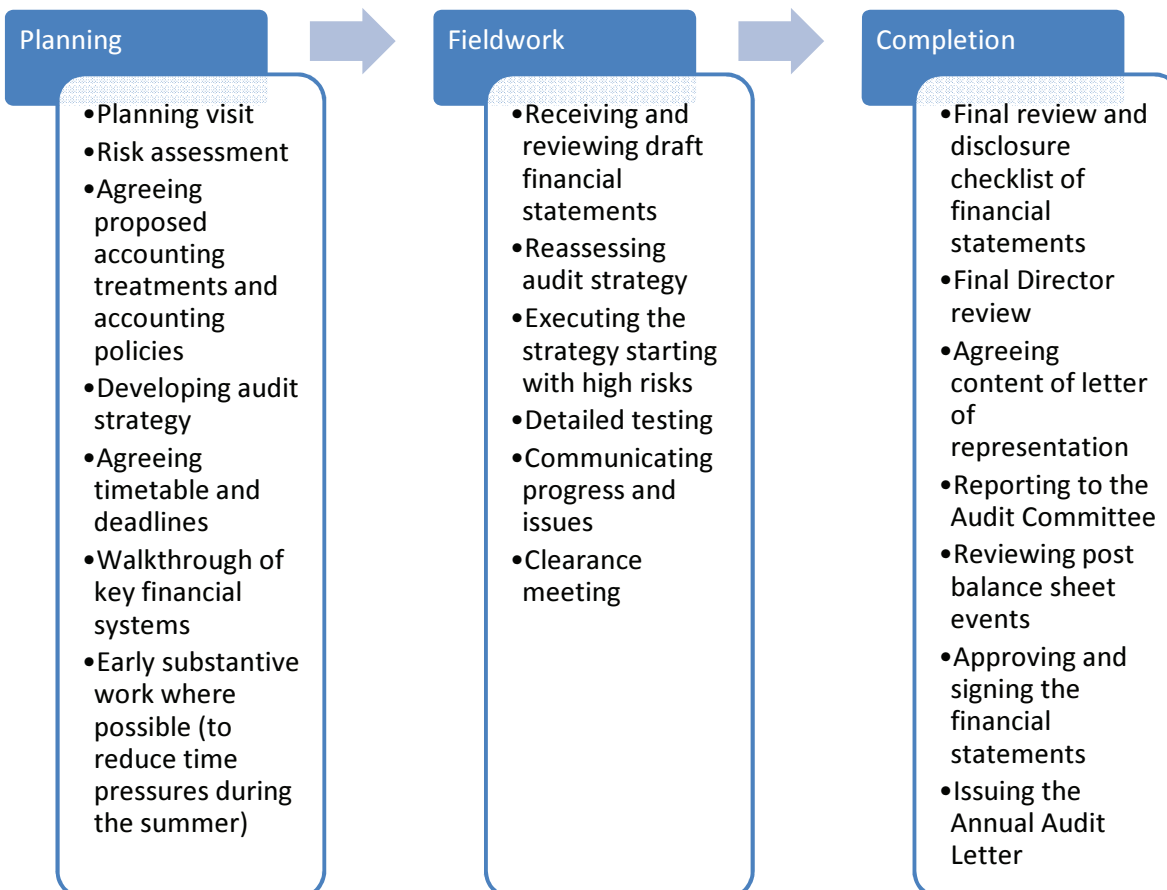 Planning
•Planning visit
•Risk assessment
•Agreeing
proposed
accounting
treatments and
accounting
policies
•Developing audit
strategy
•Agreeing
timetable and
deadlines
•Walkthrough of
key financial
systems
•Early substantive
work where
possible (to
reduce time
pressures during
the summer)
Fieldwork
•Receiving and
reviewing draft
financial
statements
•Reassessing
audit strategy
•Executing the
strategy starting
with high risks
•Detailed testing
•Communicating
progress and
issues
•Clearance
meeting
Completion
•Final review and
disclosure
checklist of
financial
statements
•Final Director
review
•Agreeing
content of letter
of
representation
•Reporting to the
Audit Committee
•Reviewing post
balance sheet
events
•Approving and
signing the
financial
statements
•Issuing the
Annual Audit
Letter